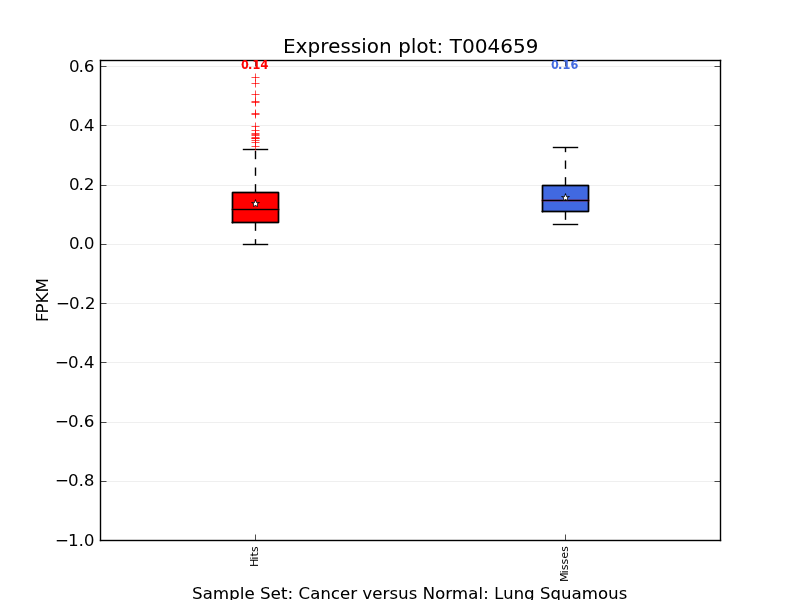 Expression plot: T004659
0.14 0.16
0.6
0.4
0.2
0.0
−0.2
−0.4
−0.6
−0.8
−1.0
FPKM
Hits Misses
Sample Set: Cancer versus Normal: Lung Squamous